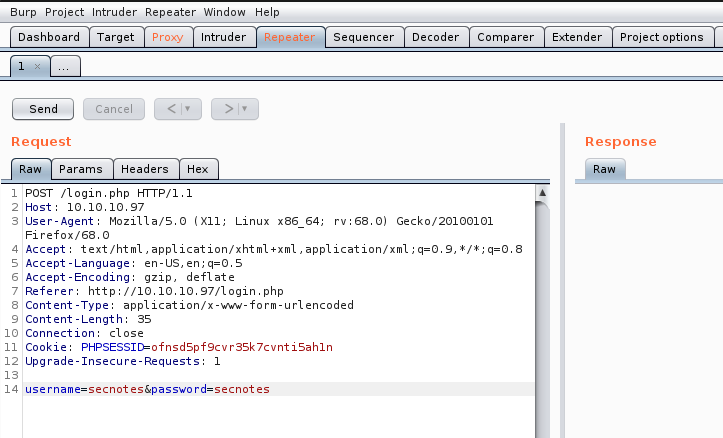 Burp Project Intruder Repeater Window Help
Dashboard Target Proxy Intruder Repeater Sequencer Decoder Comparer Extender Project options
1 × ...
Send Cancel < ▼ > ▼
Request
Raw Params Headers Hex
1 POST /login.php HTTP/1.1
2 Host: 10.10.10.97
3 User-Agent: Mozilla/5.0 (X11; Linux x86_64; rv:68.0) Gecko/20100101
Firefox/68.0
4 Accept: text/html,application/xhtml+xml,application/xml;q=0.9,*/*;q=0.8
5 Accept-Language: en-US,en;q=0.5
6 Accept-Encoding: gzip, deflate
7 Referer: http://10.10.10.97/login.php
8 Content-Type: application/x-www-form-urlencoded
9 Content-Length: 35
10 Connection: close
11 Cookie: PHPSESSID=ofnsd5pf9cvr35k7cvnti5ah1n
12 Upgrade-Insecure-Requests: 1
13
14 username=secnotes&password=secnotes
Response
Raw